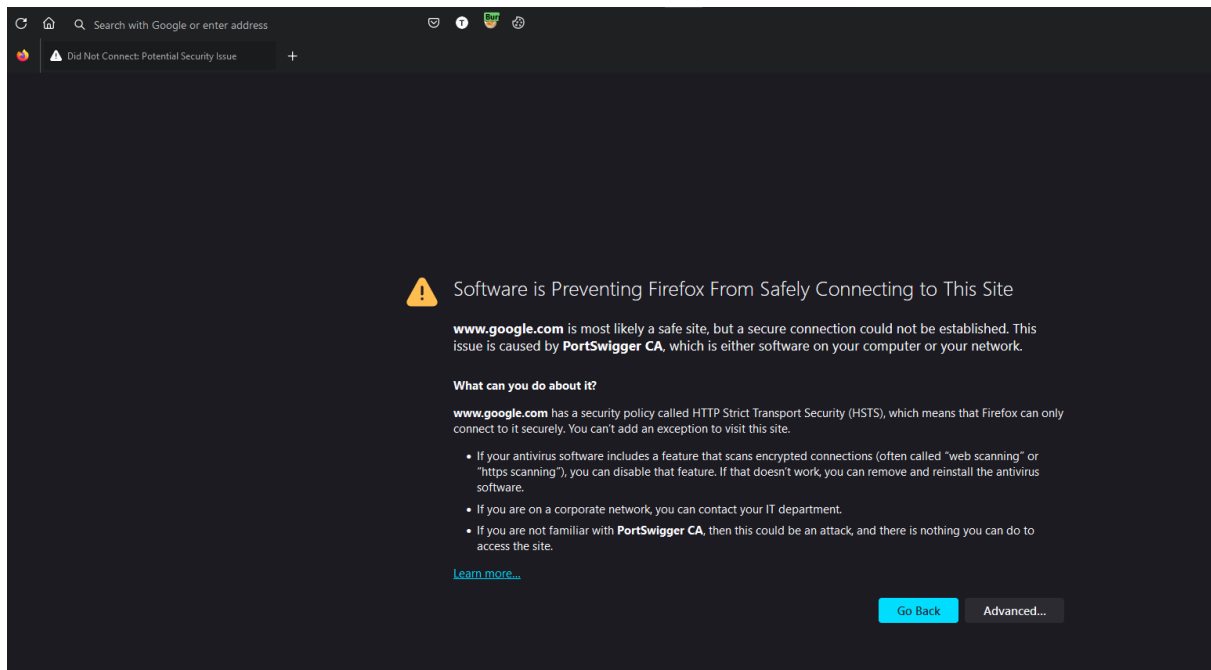 Search with Google or enter address
T
Bur
Did Not Connect: Potential Security Issue
Software is Preventing Firefox From Safely Connecting to This Site
www.google.com is most likely a safe site, but a secure connection could not be established. This
issue is caused by PortSwigger CA, which is either software on your computer or your network.
What can you do about it?
www.google.com has a security policy called HTTP Strict Transport Security (HSTS), which means that Firefox can only
connect to it securely. You can’t add an exception to visit this site.
• If your antivirus software includes a feature that scans encrypted connections (often called “web scanning” or
“https scanning”), you can disable that feature. If that doesn’t work, you can remove and reinstall the antivirus
software.
• If you are on a corporate network, you can contact your IT department.
• If you are not familiar with PortSwigger CA, then this could be an attack, and there is nothing you can do to
access the site.
Learn more...
Go Back Advanced...